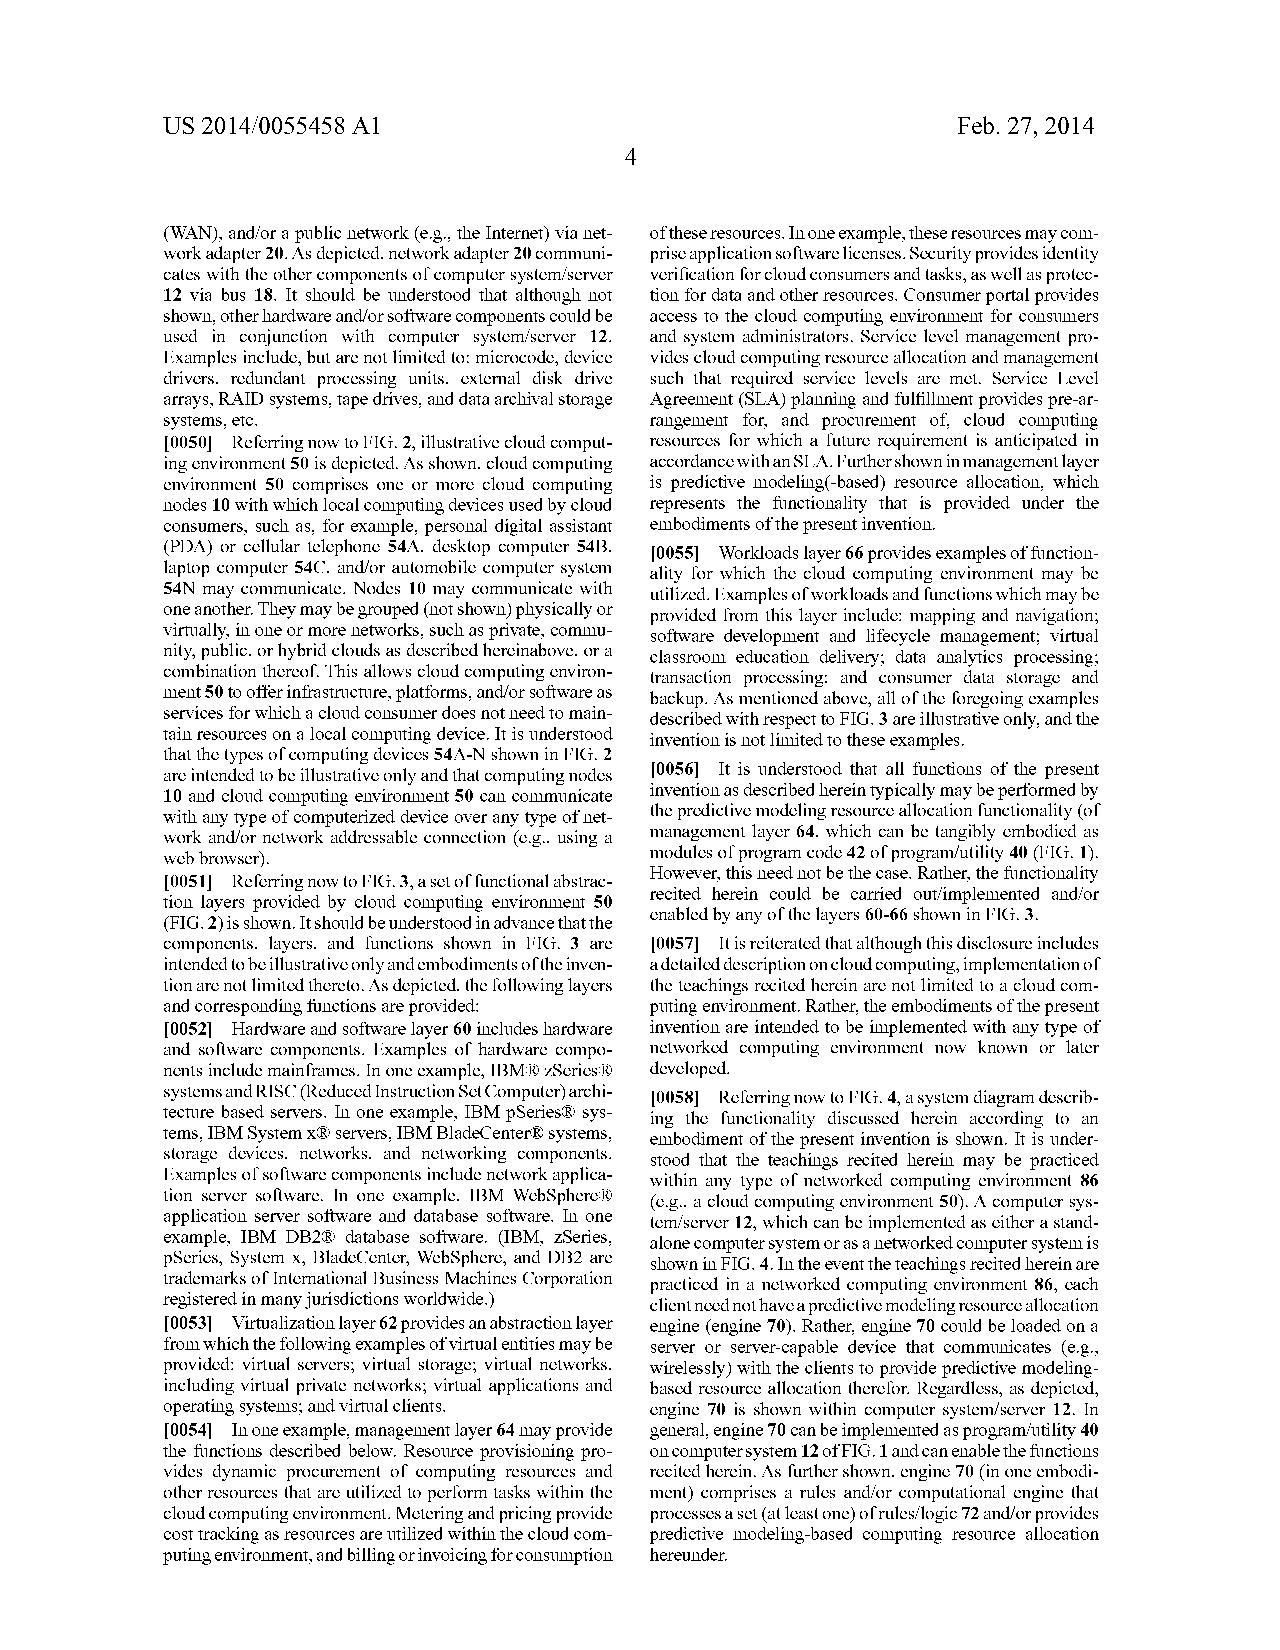 US 2014/0055458 A1
Feb. 27, 2014
4
(WAN), and/or a public network (e.g., the Internet) via net-
work adapter 20. As depicted. network adapter 20 communi-
cates with the other components of computer system/server
12 via bus 18. It should be understood that although not
shown, other hardware and/or software components could be
used in conjunction with computer system/server 12.
Examples include, but are not limited to: microcode, device
drivers. redundant processing units. external disk drive
arrays, RAID systems, tape drives, and data archival storage
systems, etc.
[0050] Referring now to FIG. 2, illustrative cloud comput-
ing environment 50 is depicted. As shown. cloud computing
environment 50 comprises one or more cloud computing
nodes 10 with which local computing devices used by cloud
consumers, such as, for example, personal digital assistant
(PDA) or cellular telephone 54A. desktop computer 54B.
laptop computer 54C. and/or automobile computer system
54N may communicate. Nodes 10 may communicate with
one another. They may be grouped (not shown) physically or
virtually, in one or more networks, such as private, commu-
nity, public. or hybrid clouds as described hereinabove. or a
combination thereof. This allows cloud computing environ-
ment 50 to offer infrastructure, platforms, and/or software as
services for which a cloud consumer does not need to main-
tain resources on a local computing device. It is understood
that the types of computing devices 54A-N shown in FIG. 2
are intended to be illustrative only and that computing nodes
10 and cloud computing environment 50 can communicate
with any type of computerized device over any type of net-
work and/or network addressable connection (e.g.. using a
web browser).
[0051] Referring now to FIG. 3, a set of functional abstrac-
tion layers provided by cloud computing environment 50
(FIG. 2) is shown. It should be understood in advance that the
components. layers. and functions shown in FIG. 3 are
intended to be illustrative only and embodiments of the inven-
tion are not limited thereto. As depicted. the following layers
and corresponding functions are provided:
[0052] Hardware and software layer 60 includes hardware
and software components. Examples of hardware compo-
nents include mainframes. In one example, IBM® zSeries®
systems and RISC (Reduced Instruction Set Computer) archi-
tecture based servers. In one example, IBM pSeries® sys-
tems, IBM System x® servers, IBM BladeCenter® systems,
storage devices. networks. and networking components.
Examples of software components include network applica-
tion server software. In one example. IBM WebSphere®
application server software and database software. In one
example, IBM DB2® database software. (IBM, zSeries,
pSeries, System x, BladeCenter, WebSphere, and DB2 are
trademarks of International Business Machines Corporation
registered in many jurisdictions worldwide.)
[0053] Virtualization layer 62 provides an abstraction layer
from which the following examples of virtual entities may be
provided: virtual servers; virtual storage; virtual networks.
including virtual private networks; virtual applications and
operating systems; and virtual clients.
[0054] In one example, management layer 64 may provide
the functions described below. Resource provisioning pro-
vides dynamic procurement of computing resources and
other resources that are utilized to perform tasks within the
cloud computing environment. Metering and pricing provide
cost tracking as resources are utilized within the cloud com-
puting environment, and billing or invoicing for consumption
of these resources. In one example, these resources may com-
prise application software licenses. Security provides identity
verification for cloud consumers and tasks, as well as protec-
tion for data and other resources. Consumer portal provides
access to the cloud computing environment for consumers
and system administrators. Service level management pro-
vides cloud computing resource allocation and management
such that required service levels are met. Service Level
Agreement (SLA) planning and fulfillment provides pre-ar-
rangement for, and procurement of, cloud computing
resources for which a future requirement is anticipated in
accordance with an SLA. Further shown in management layer
is predictive modeling(-based) resource allocation, which
represents the functionality that is provided under the
embodiments of the present invention.
[0055] Workloads layer 66 provides examples of function-
ality for which the cloud computing environment may be
utilized. Examples of workloads and functions which may be
provided from this layer include: mapping and navigation;
software development and lifecycle management; virtual
classroom education delivery; data analytics processing;
transaction processing: and consumer data storage and
backup. As mentioned above, all of the foregoing examples
described with respect to FIG. 3 are illustrative only, and the
invention is not limited to these examples.
[0056] It is understood that all functions of the present
invention as described herein typically may be performed by
the predictive modeling resource allocation functionality (of
management layer 64. which can be tangibly embodied as
modules of program code 42 of program/utility 40 (FIG. 1).
However, this need not be the case. Rather, the functionality
recited herein could be carried out/implemented and/or
enabled by any of the layers 60-66 shown in FIG. 3.
[0057] It is reiterated that although this disclosure includes
a detailed description on cloud computing, implementation of
the teachings recited herein are not limited to a cloud com-
puting environment. Rather, the embodiments of the present
invention are intended to be implemented with any type of
networked computing environment now known or later
developed.
[0058] Referring now to FIG. 4, a system diagram describ-
ing the functionality discussed herein according to an
embodiment of the present invention is shown. It is under-
stood that the teachings recited herein may be practiced
within any type of networked computing environment 86
(e.g.. a cloud computing environment 50). A computer sys-
tem/server 12, which can be implemented as either a stand-
alone computer system or as a networked computer system is
shown in FIG. 4. In the event the teachings recited herein are
practiced in a networked computing environment 86, each
client need not have a predictive modeling resource allocation
engine (engine 70). Rather, engine 70 could be loaded on a
server or server-capable device that communicates (e.g.,
wirelessly) with the clients to provide predictive modeling-
based resource allocation therefor. Regardless, as depicted,
engine 70 is shown within computer system/server 12. In
general, engine 70 can be implemented as program/utility 40
on computer system 12 of FIG. 1 and can enable the functions
recited herein. As further shown. engine 70 (in one embodi-
ment) comprises a rules and/or computational engine that
processes a set (at least one) of rules/logic 72 and/or provides
predictive modeling-based computing resource allocation
hereunder.